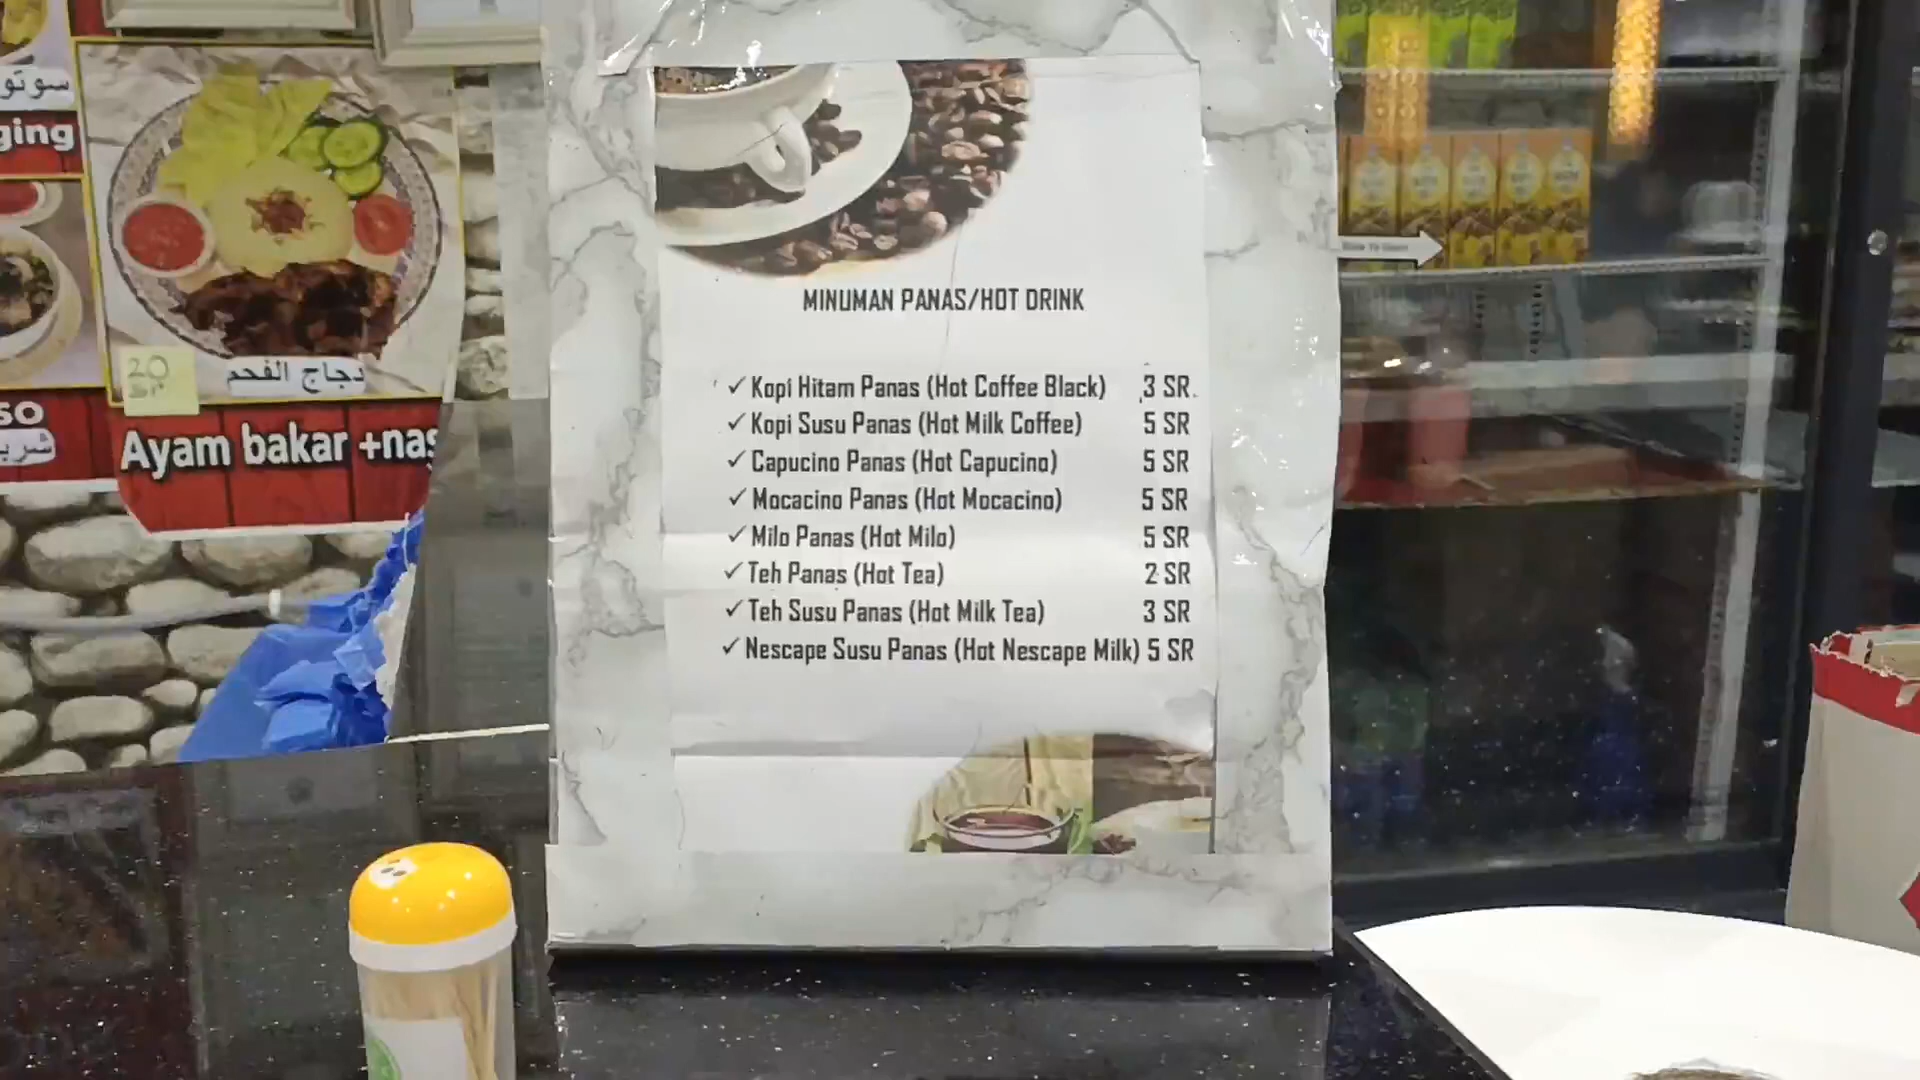 سوتو
ging
20
sr
دجاج الفحم
so
Ayam bakar +nas
MINUMAN PANAS/HOT DRINK
✓ Kopi Hitam Panas (Hot Coffee Black) 3 SR
✓ Kopi Susu Panas (Hot Milk Coffee) 5 SR
✓ Capucino Panas (Hot Capucino) 5 SR
✓ Mocacino Panas (Hot Mocacino) 5 SR
✓ Milo Panas (Hot Milo) 5 SR
✓ Teh Panas (Hot Tea) 2 SR
✓ Teh Susu Panas (Hot Milk Tea) 3 SR
✓ Nescape Susu Panas (Hot Nescape Milk) 5 SR